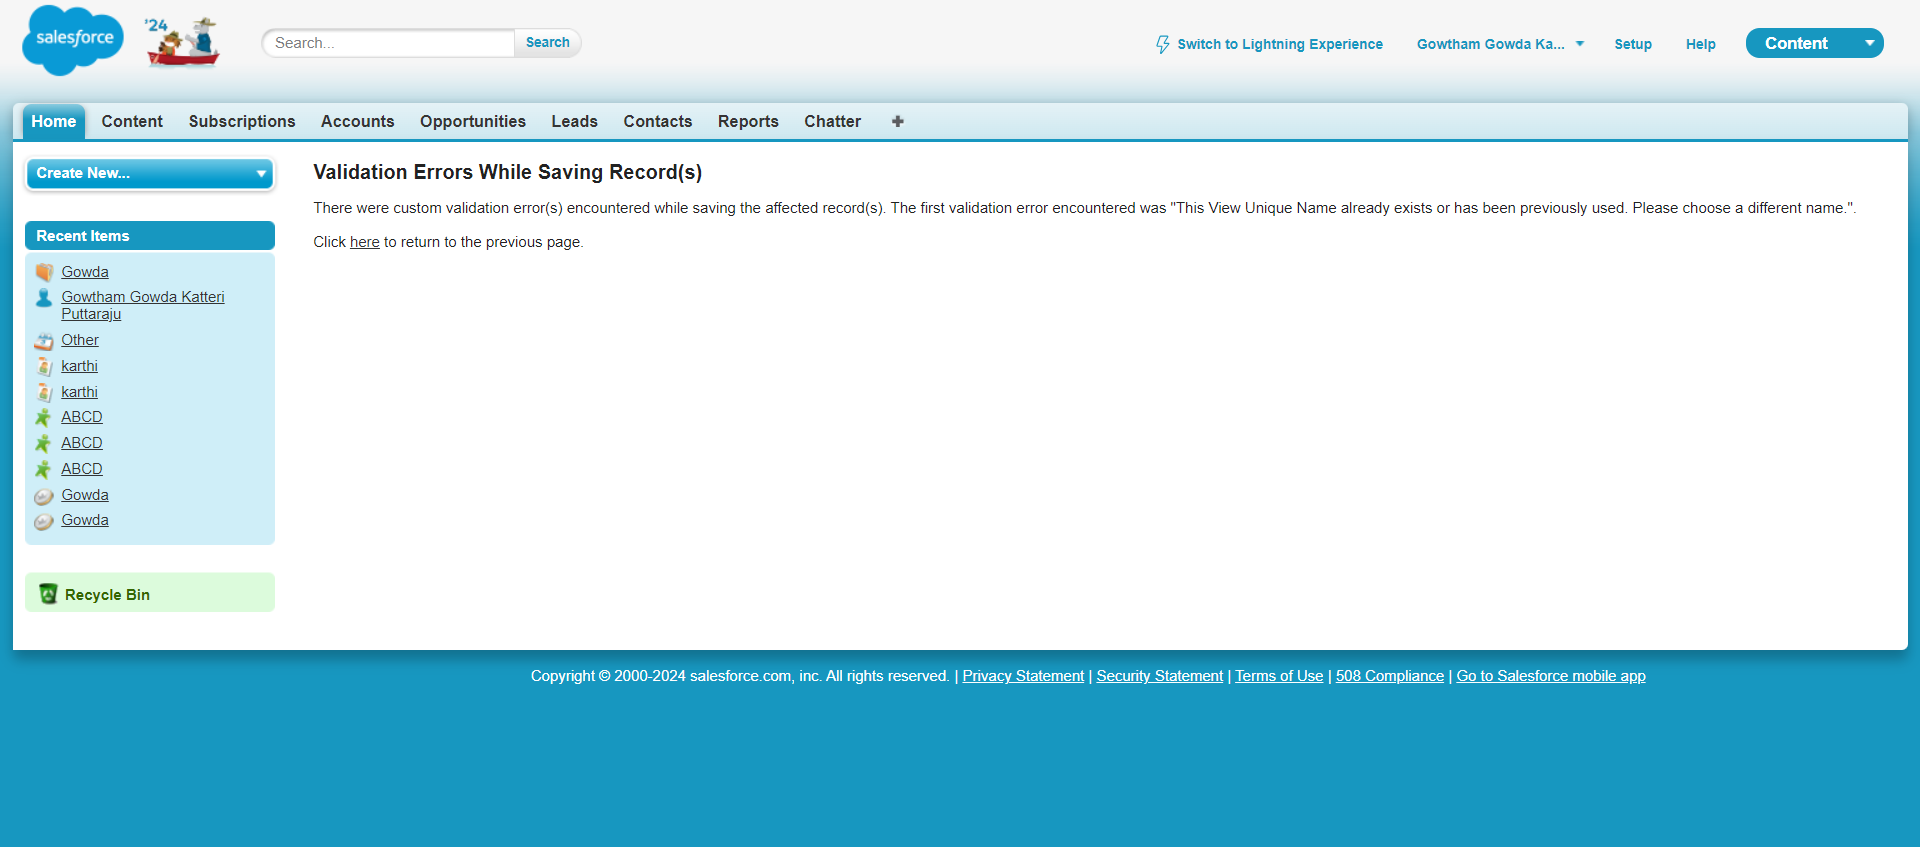 salesforce
'24
Search...
Search
Switch to Lightning Experience
Gowtham Gowda Ka...
Setup
Help
Content
Home
Content
Subscriptions
Accounts
Opportunities
Leads
Contacts
Reports
Chatter
Create New...
Recent Items
Gowda
Gowtham Gowda Katteri
Puttaraju
Other
karthi
karthi
ABCD
ABCD
ABCD
Gowda
Gowda
Recycle Bin
Validation Errors While Saving Record(s)
There were custom validation error(s) encountered while saving the affected record(s). The first validation error encountered was "This View Unique Name already exists or has been previously used. Please choose a different name.".
Click here to return to the previous page.
Copyright © 2000-2024 salesforce.com, inc. All rights reserved. | Privacy Statement | Security Statement | Terms of Use | 508 Compliance | Go to Salesforce mobile app